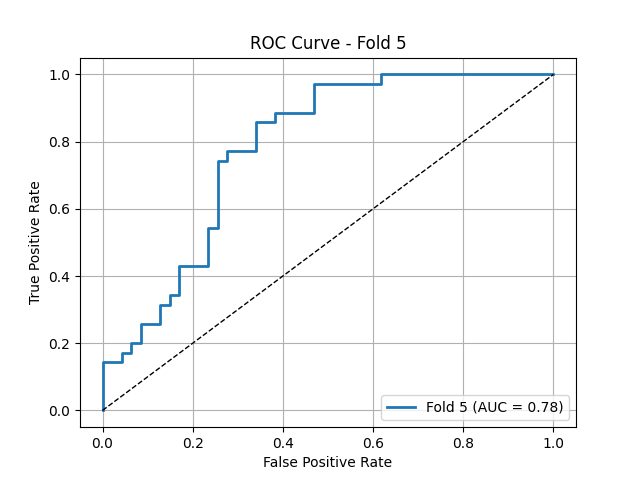 ROC Curve - Fold 5
True Positive Rate
1.0
0.8
0.6
0.4
0.2
0.0
Fold 5 (AUC = 0.78)
0.0 0.2 0.4 0.6 0.8 1.0
False Positive Rate